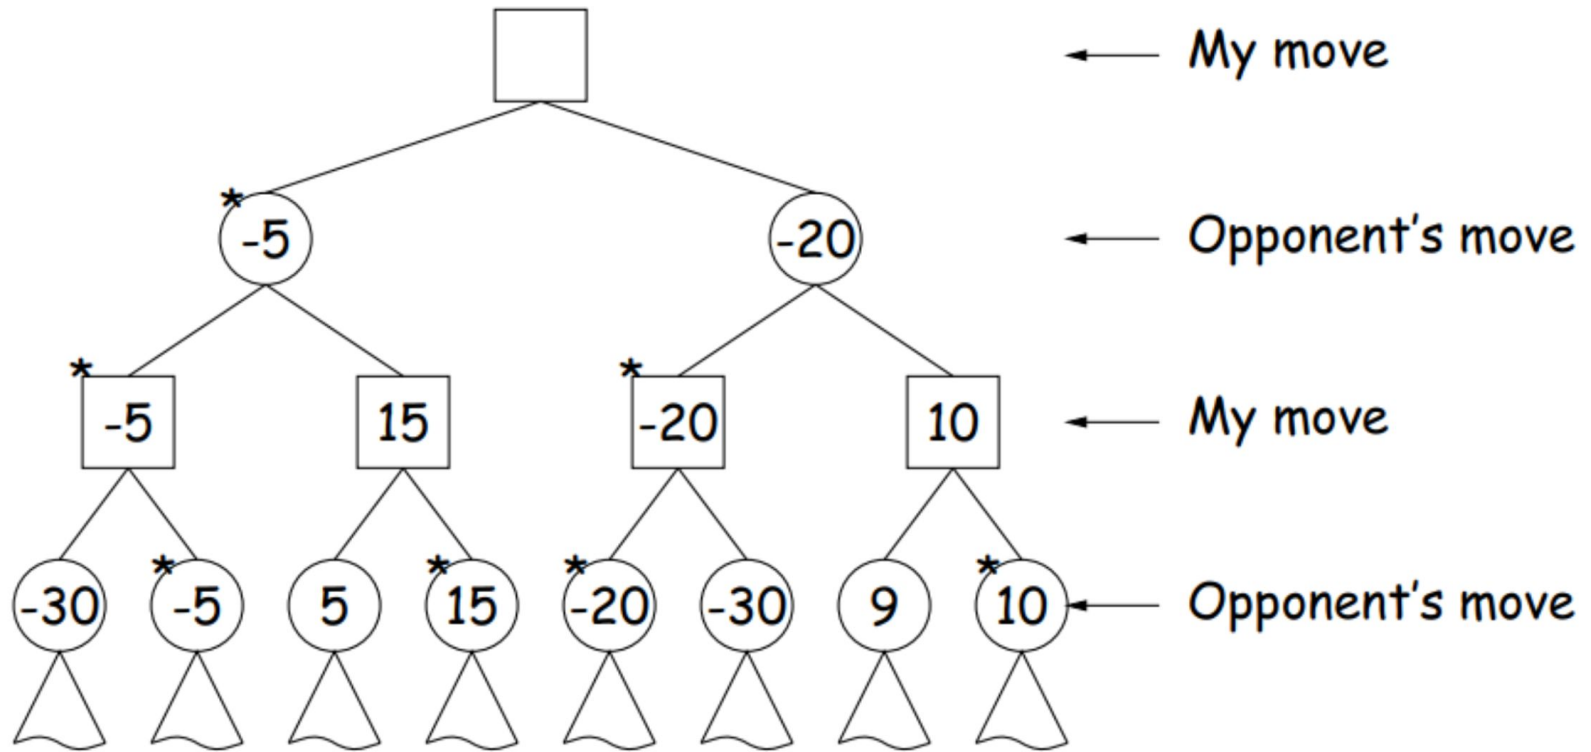 My move
* -5 -20 Opponent's move
* -5 15 * -20 10 My move
-30 * -5 5 * 15 * -20 -30 9 * 10 Opponent's move